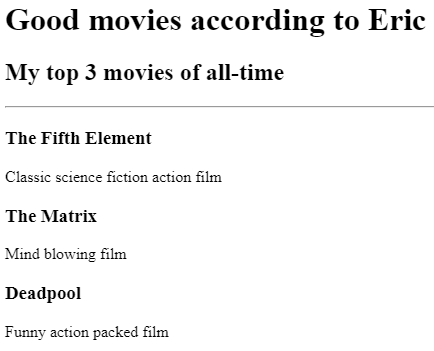 Good movies according to Eric
My top 3 movies of all-time
The Fifth Element
Classic science fiction action film
The Matrix
Mind blowing film
Deadpool
Funny action packed film